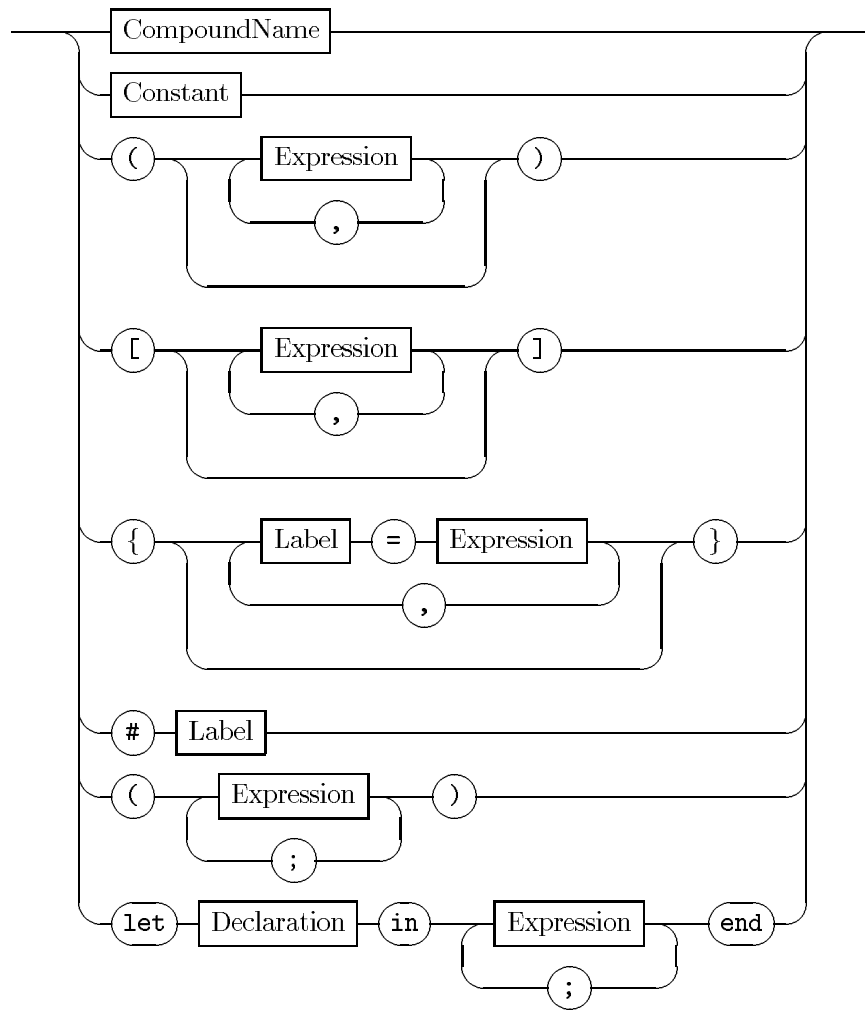 CompoundName
Constant
( Expression )
,
[ Expression ]
,
{ Label = Expression }
,
# Label
( Expression )
;
let Declaration in Expression end
;